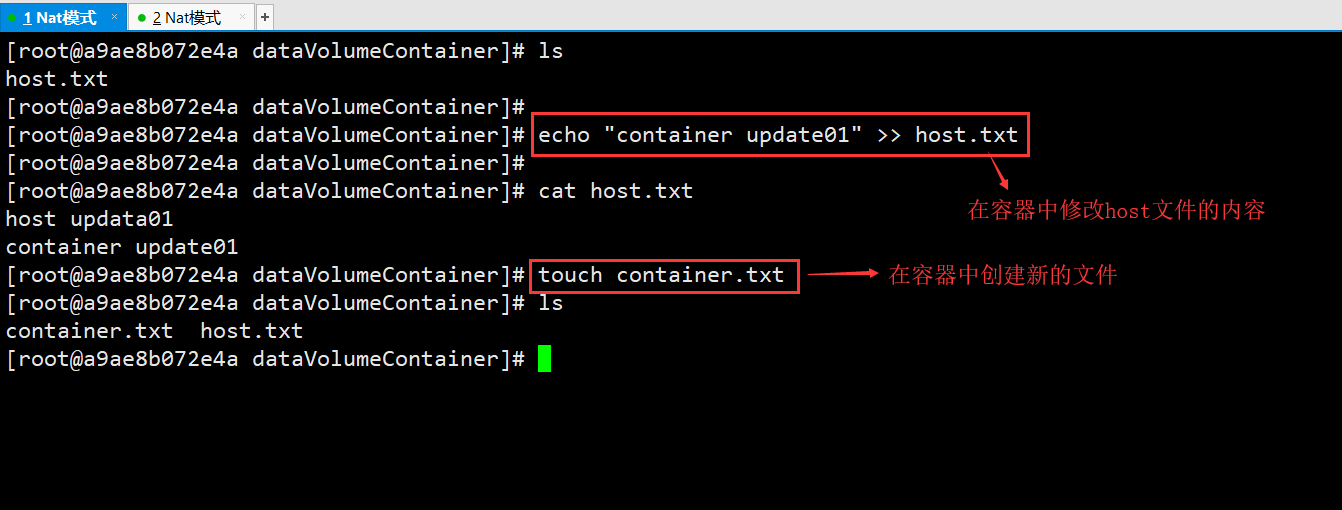 1 Nat模式 × 2 Nat模式 × +
[root@a9ae8b072e4a dataVolumeContainer]# ls
host.txt
[root@a9ae8b072e4a dataVolumeContainer]#
[root@a9ae8b072e4a dataVolumeContainer]# echo "container update01" >> host.txt
[root@a9ae8b072e4a dataVolumeContainer]#
[root@a9ae8b072e4a dataVolumeContainer]# cat host.txt
在容器中修改host文件的内容
host updata01
container update01
[root@a9ae8b072e4a dataVolumeContainer]# touch container.txt 在容器中创建新的文件
[root@a9ae8b072e4a dataVolumeContainer]# ls
container.txt  host.txt
[root@a9ae8b072e4a dataVolumeContainer]#